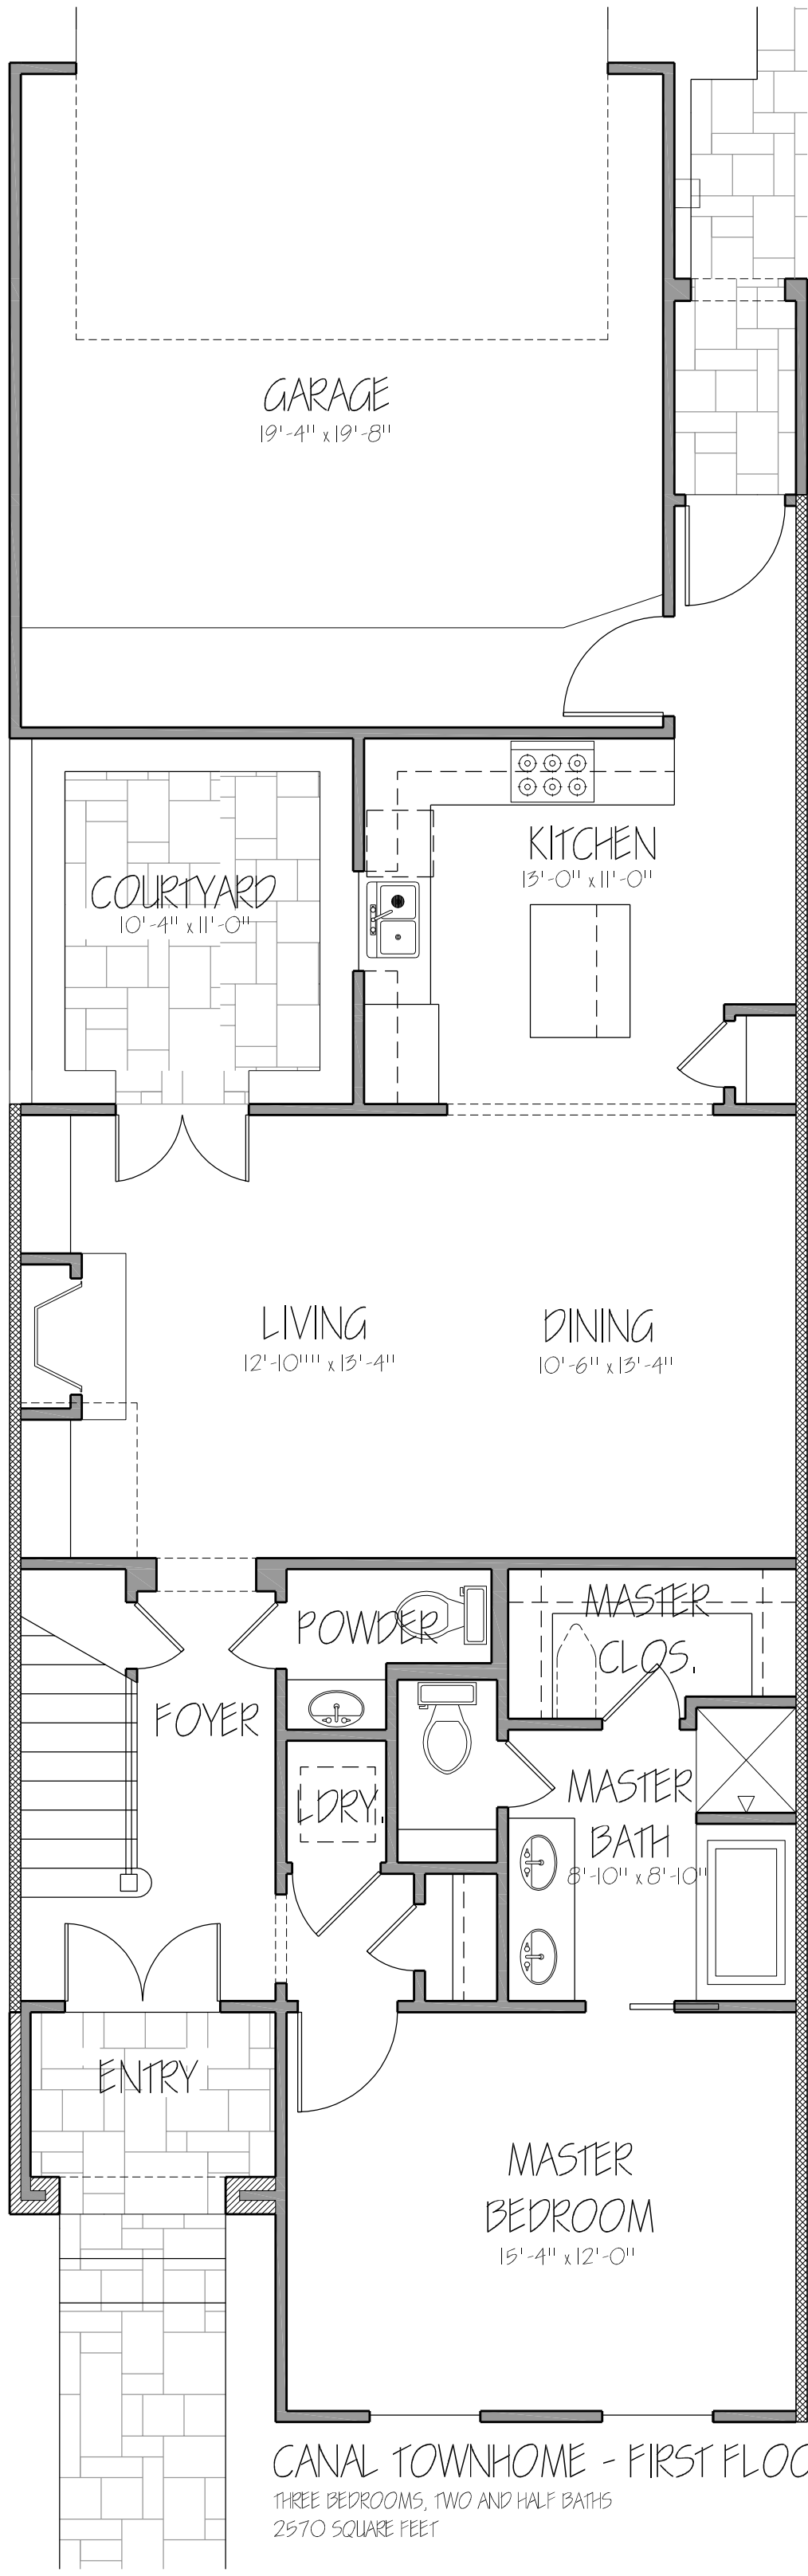 GARAGE
19'-4" x 19'-8"
KITCHEN
13'-0" x 11'-0"
COURTYARD
10'-4" x 11'-0"
LIVING
12'-10"" x 13'-4"
DINING
10'-6" x 13'-4"
POWDER
MASTER
CLOS.
FOYER
MASTER
BATH
8'-10" x 8'-10"
LDRY.
ENTRY
MASTER
BEDROOM
15'-4" x 12'-0"
CANAL TOWNHOME - FIRST FLOO
THREE BEDROOMS, TWO AND HALF BATHS
2570 SQUARE FEET